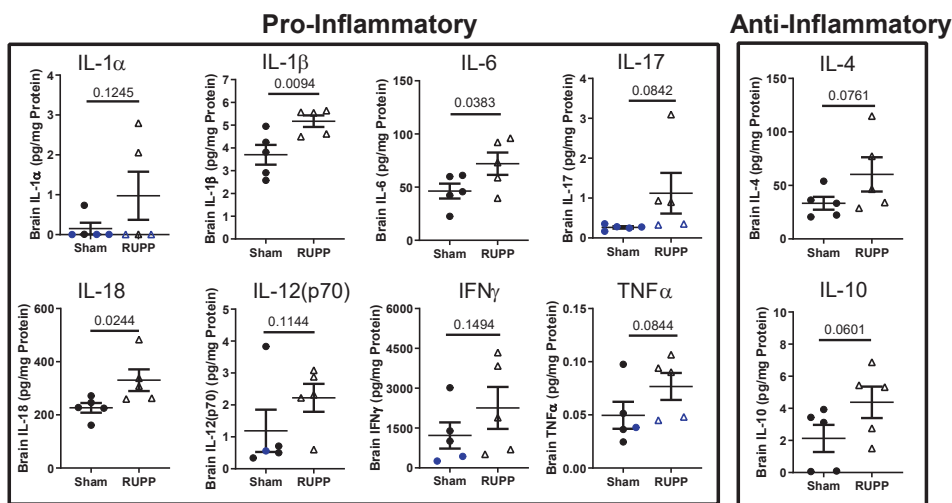 Pro-Inflammatory
Anti-Inflammatory
IL-1α
Brain IL-1α (pg/mg Protein)
4
3
2
1
0
0.1245
Sham RUPP
IL-1β
Brain IL-1β (pg/mg Protein)
7
6
5
4
3
2
1
0
0.0094
Sham RUPP
IL-6
Brain IL-6 (pg/mg Protein)
150
100
50
0
0.0383
Sham RUPP
IL-17
Brain IL-17 (pg/mg Protein)
4
3
2
1
0
0.0842
Sham RUPP
IL-4
Brain IL-4 (pg/mg Protein)
150
100
50
0
0.0761
Sham RUPP
IL-18
Brain IL-18 (pg/mg Protein)
600
400
200
0
0.0244
Sham RUPP
IL-12(p70)
Brain IL-12(p70) (pg/mg Protein)
5
4
3
2
1
0
0.1144
Sham RUPP
IFNγ
Brain IFNγ (pg/mg Protein)
6000
4500
3000
1500
0
0.1494
Sham RUPP
TNFα
Brain TNFα (pg/mg Protein)
0.15
0.10
0.05
0.00
0.0844
Sham RUPP
IL-10
Brain IL-10 (pg/mg Protein)
10
8
6
4
2
0
0.0601
Sham RUPP